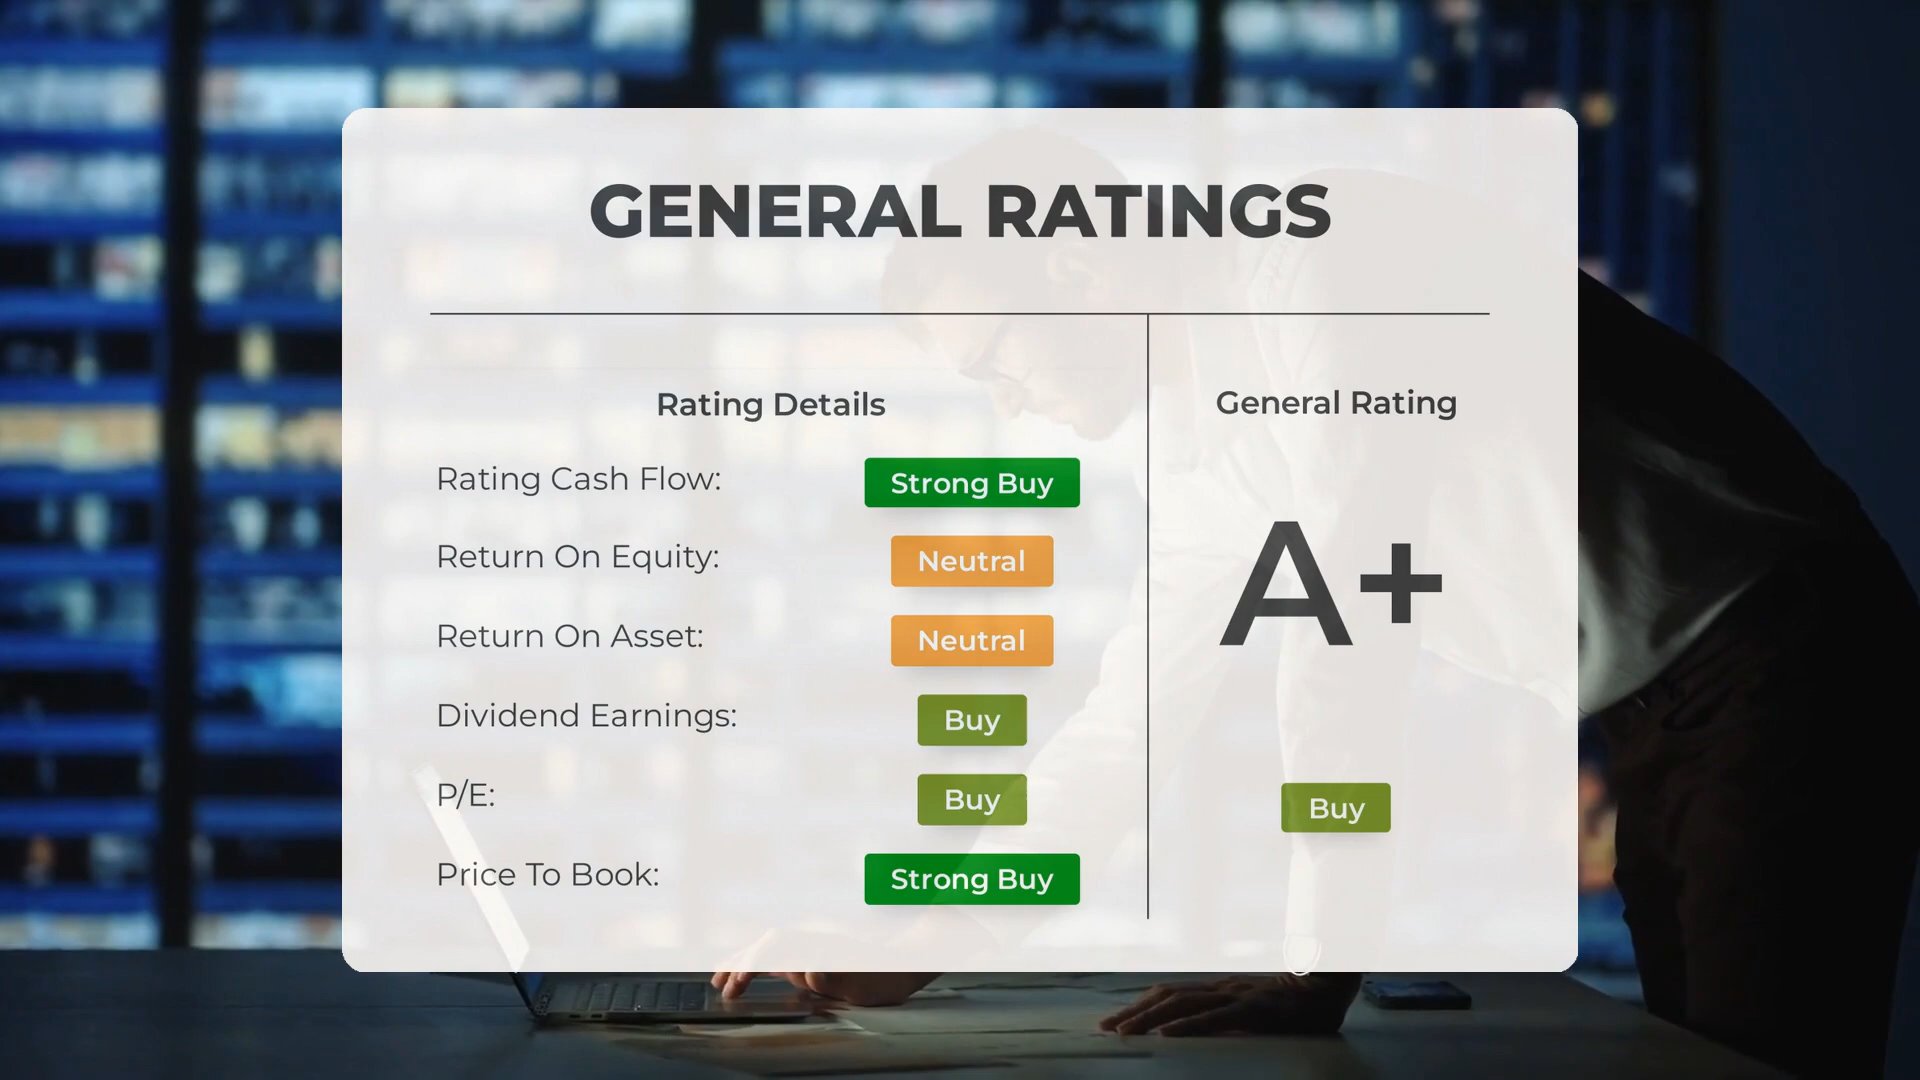 GENERAL RATINGS
Rating Details
Rating Cash Flow: Strong Buy
Return On Equity: Neutral
Return On Asset: Neutral
Dividend Earnings: Buy
P/E: Buy
Price To Book: Strong Buy
General Rating
A+
Buy